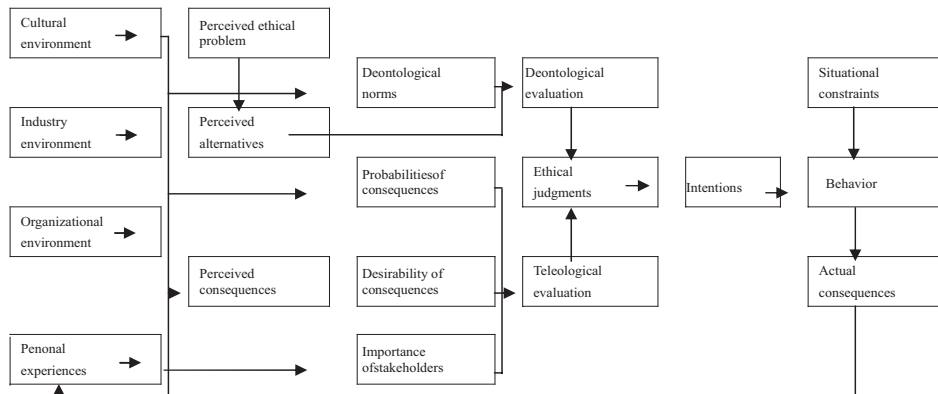 Cultural
environment
Perceived ethical
problem
Deontological
norms
Deontological
evaluation
Situational
constraints
Industry
environment
Perceived
alternatives
Probabilitiesof
consequences
Ethical
judgments
Intentions
Behavior
Organizational
environment
Perceived
consequences
Desirability of
consequences
Teleological
evaluation
Actual
consequences
Penonal
experiences
Importance
ofstakeholders